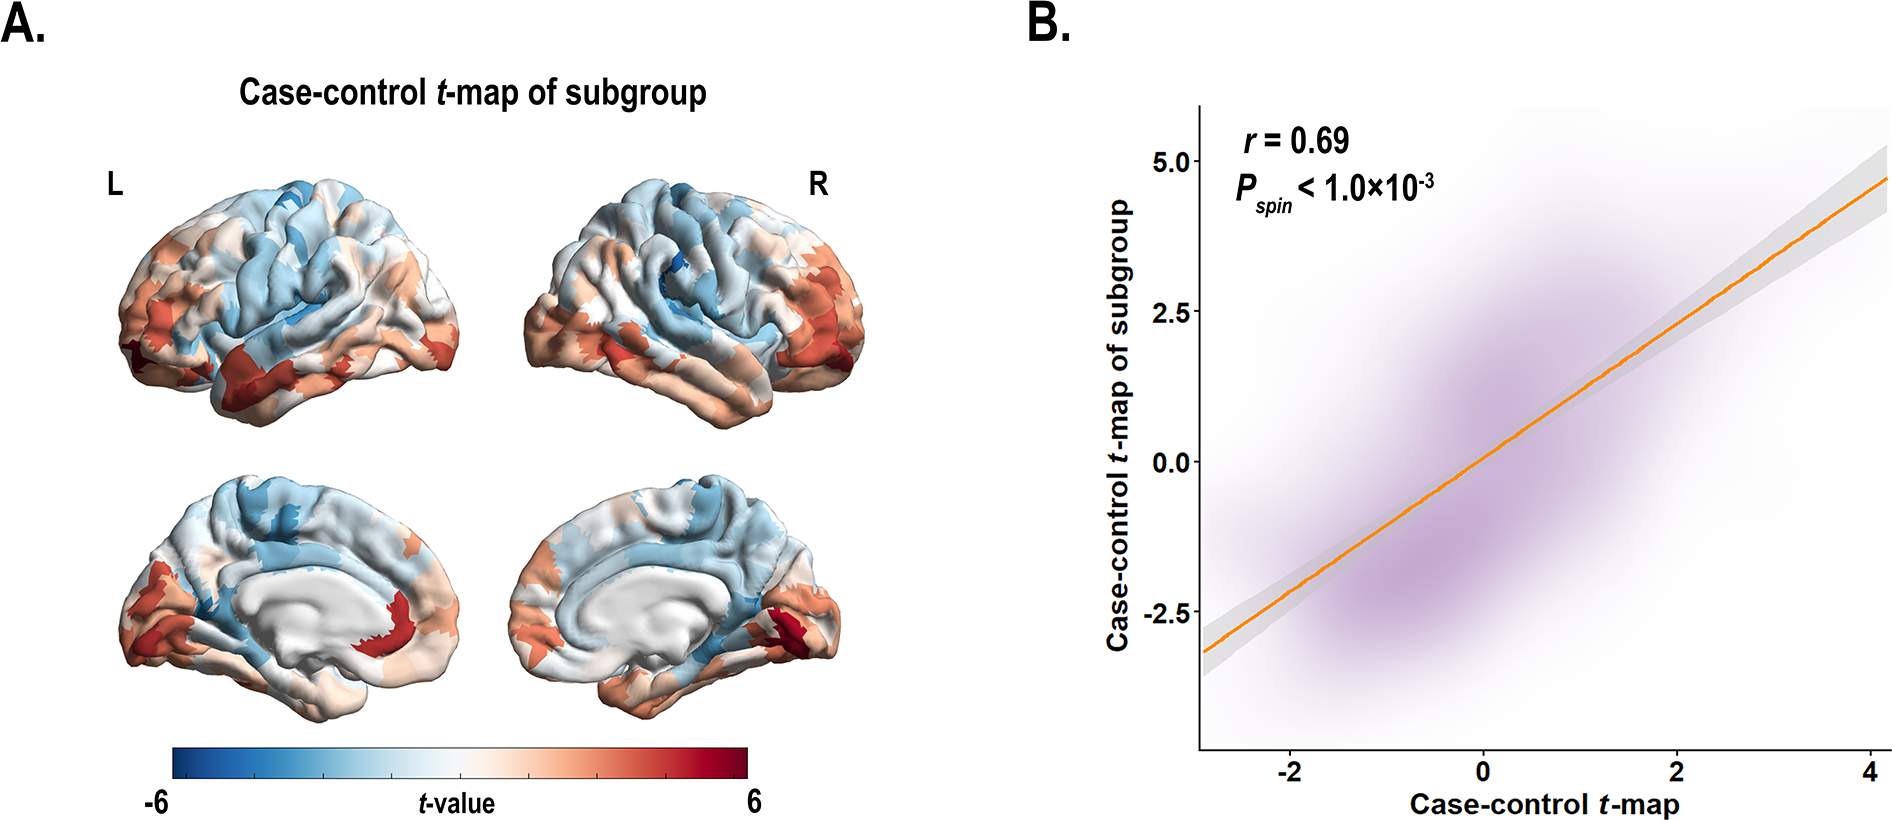 A.
Case-control t-map of subgroup
L
R
-6
t-value
6
B.
r = 0.69
Pspin < 1.0×10-3
Case-control t-map of subgroup
5.0
2.5
0.0
-2.5
-2
0
2
4
Case-control t-map